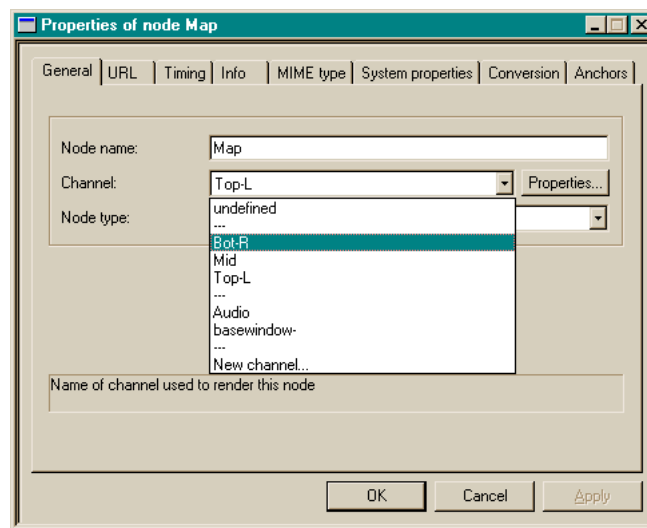 Properties of node Map
General URL Timing Info MIME type System properties Conversion Anchors
Node name: Map
Channel: Top-L Properties...
Node type:
undefined
---
Bot-R
Mid
Top-L
---
Audio
basewindow-
---
New channel...
Name of channel used to render this node
OK Cancel Apply